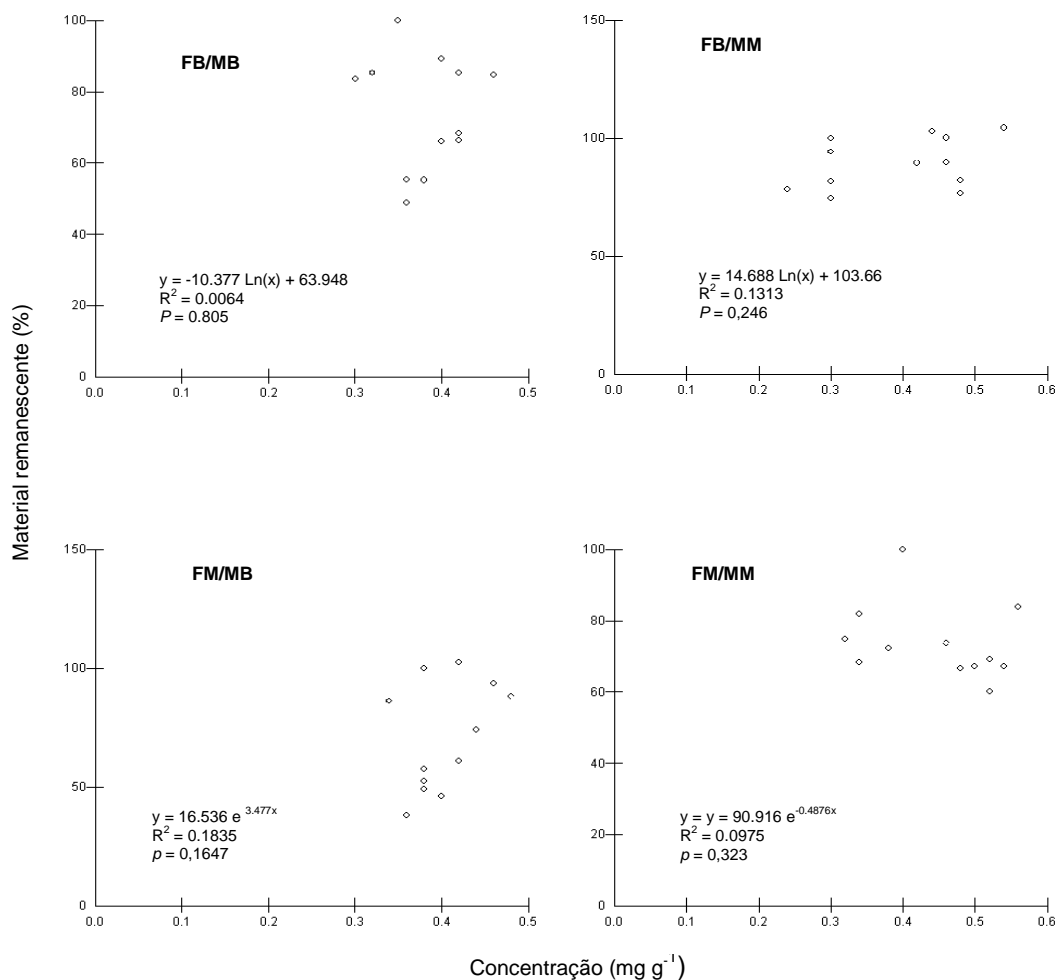 Material remanescente (%)
FB/MB
100
80
60
40
20
0
y = -10.377 Ln(x) + 63.948
R² = 0.0064
P = 0.805
0.0 0.1 0.2 0.3 0.4 0.5
FB/MM
150
100
50
0
y = 14.688 Ln(x) + 103.66
R² = 0.1313
P = 0,246
0.0 0.1 0.2 0.3 0.4 0.5 0.6
FM/MB
150
100
50
0
y = 16.536 e ³·⁴⁷⁷ˣ
R² = 0.1835
p = 0,1647
0.0 0.1 0.2 0.3 0.4 0.5
FM/MM
100
80
60
40
20
0
y = y = 90.916 e⁻⁰·⁴⁸⁷⁶ˣ
R² = 0.0975
p = 0,323
0.0 0.1 0.2 0.3 0.4 0.5 0.6
Concentração (mg g⁻¹)